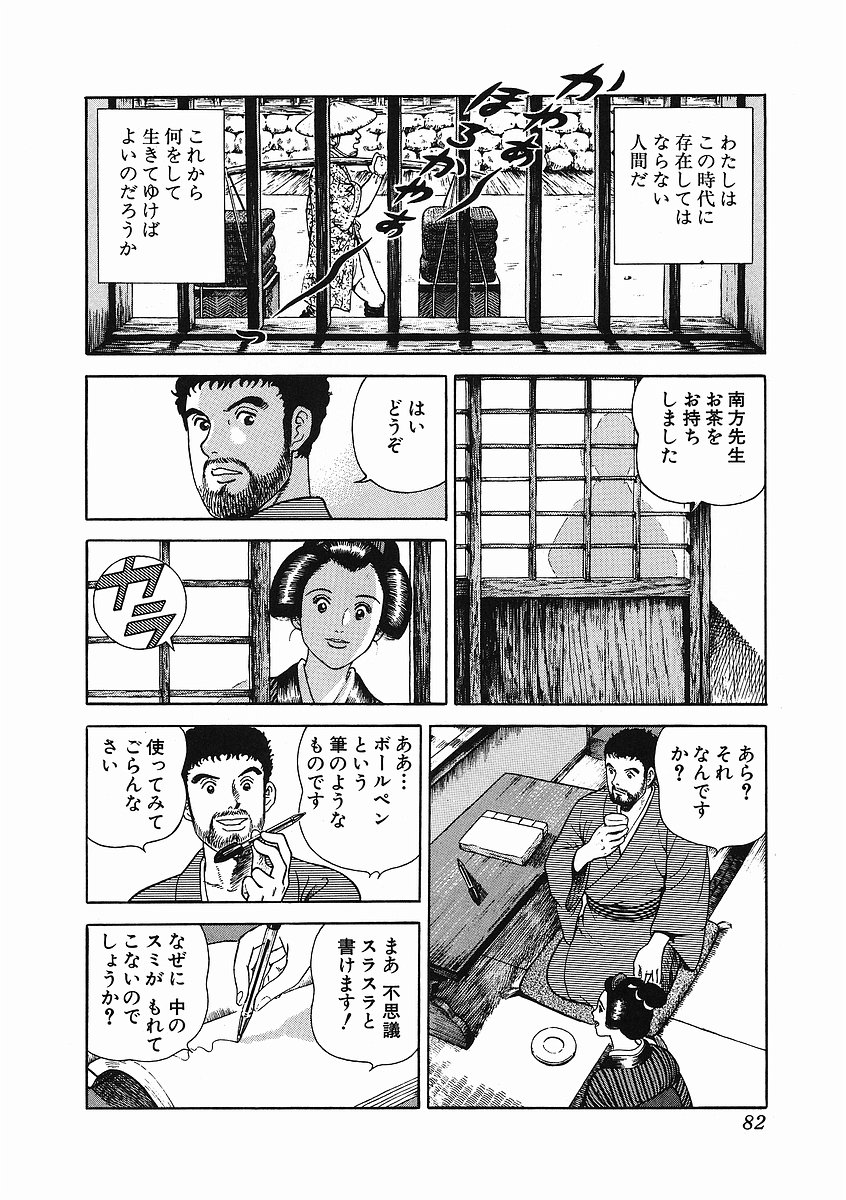 わたしは
この時代に
存在しては
ならない
人間だ
かやぁ
ほろかやぁ
っ
これから
何をして
生きてゆけば
よいのだろうか
南方先生
お茶を
お持ち
しました
はい
どうぞ
カラ
あら?
それ
なんです
か?
ああ…
ボールペン
という
筆のような
ものです
使ってみて
ごらんな
さい
まあ 不思議
スラスラと
書けます!
なぜに 中の
スミが もれて
こないので
しょうか?
82